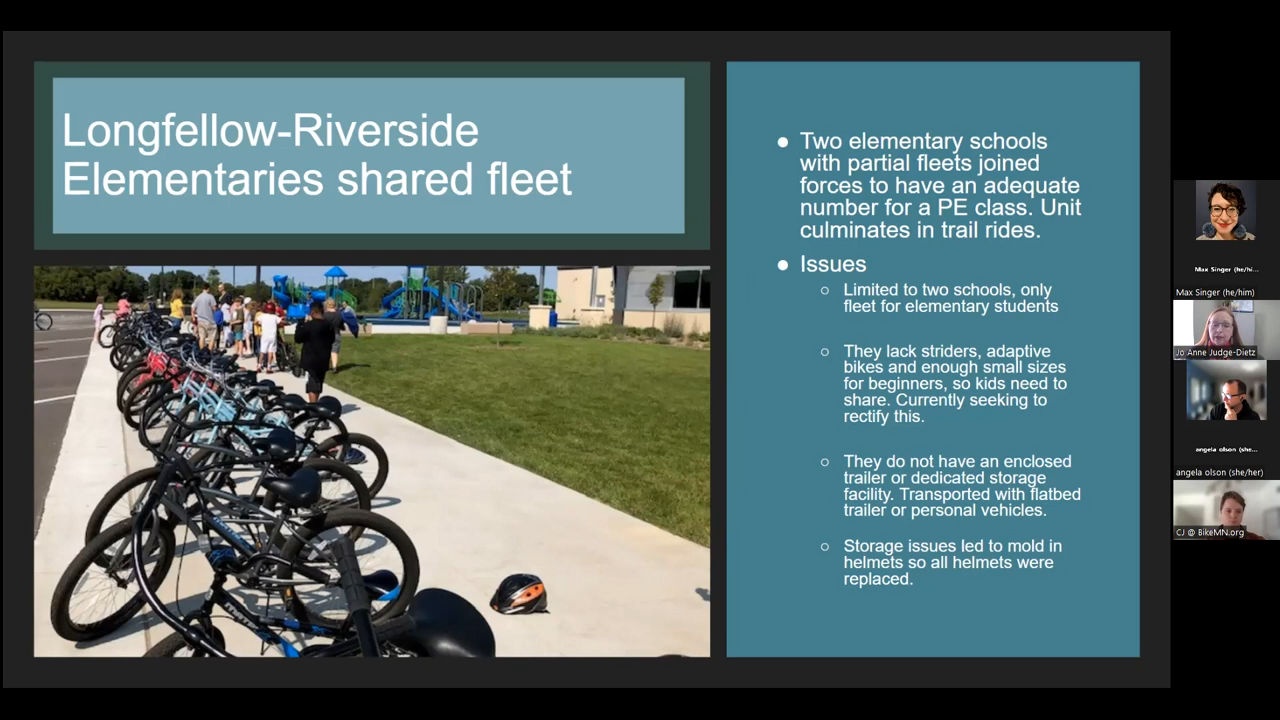 Longfellow-Riverside
Elementaries shared fleet
● Two elementary schools
with partial fleets joined
forces to have an adequate
number for a PE class. Unit
culminates in trail rides.
● Issues
○ Limited to two schools, only
fleet for elementary students
○ They lack striders, adaptive
bikes and enough small sizes
for beginners, so kids need to
share. Currently seeking to
rectify this.
○ They do not have an enclosed
trailer or dedicated storage
facility. Transported with flatbed
trailer or personal vehicles.
○ Storage issues led to mold in
helmets so all helmets were
replaced.
Max Singer (he/hi...
Max Singer (he/him)
Jo Anne Judge-Dietz
angela olson (she...
angela olson (she/her)
CJ @ BikeMN.org